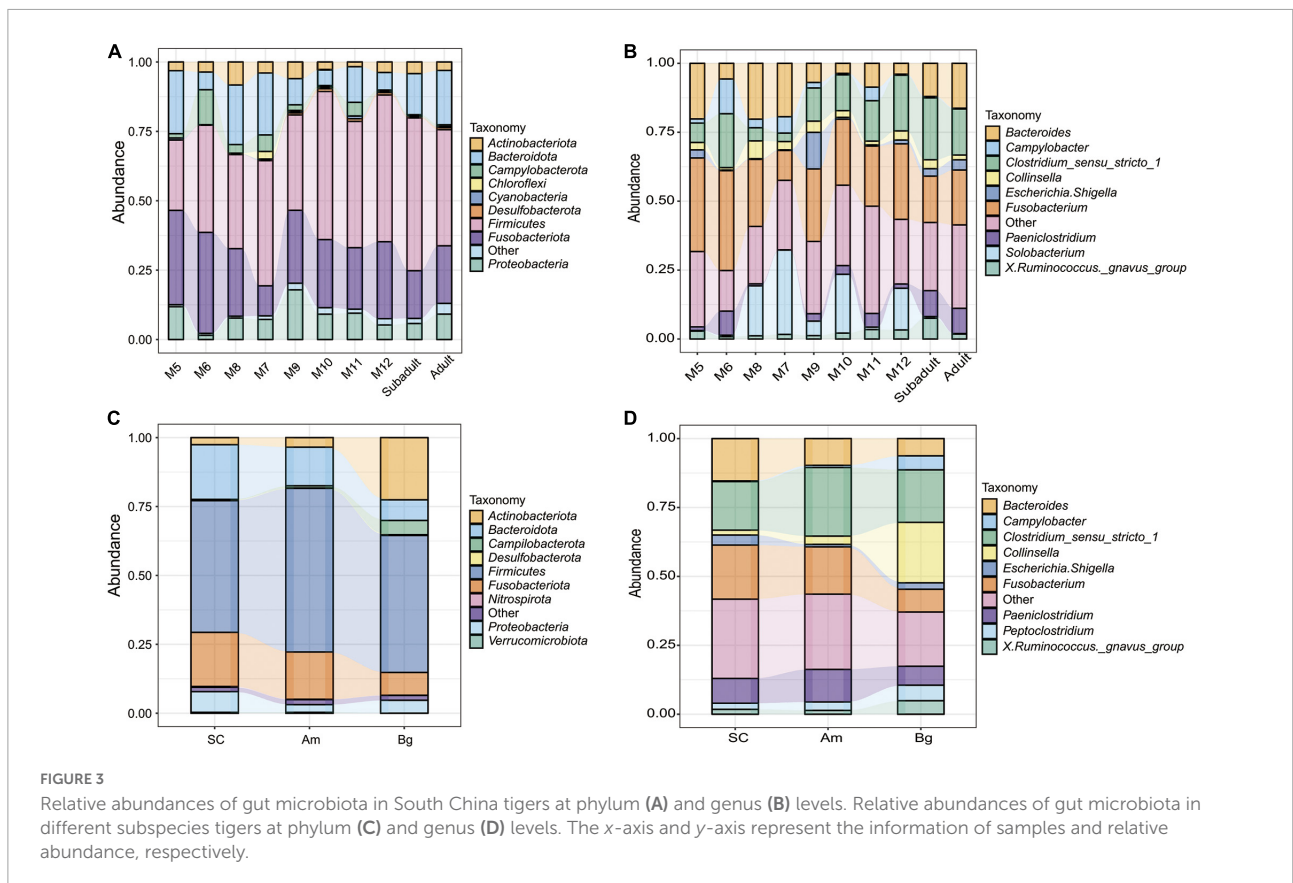 A
1.00
0.75
0.50
0.25
0.00
Abundance
M5
M6
M8
M7
M9
M10
M11
M12
Subadult
Adult
Taxonomy
Actinobacteriota
Bacteroidota
Campylobacterota
Chloroflexi
Cyanobacteria
Desulfobacterota
Firmicutes
Fusobacteriota
Other
Proteobacteria
B
1.00
0.75
0.50
0.25
0.00
Abundance
M5
M6
M8
M7
M9
M10
M11
M12
Subadult
Adult
Taxonomy
Bacteroides
Campylobacter
Clostridium_sensu_stricto_1
Collinsella
Escherichia.Shigella
Fusobacterium
Other
Paeniclostridium
Solobacterium
X.Ruminococcus._gnavus_group
C
1.00
0.75
0.50
0.25
0.00
Abundance
SC
Am
Bg
Taxonomy
Actinobacteriota
Bacteroidota
Campilobacterota
Desulfobacterota
Firmicutes
Fusobacteriota
Nitrospirota
Other
Proteobacteria
Verrucomicrobiota
D
1.00
0.75
0.50
0.25
0.00
Abundance
SC
Am
Bg
Taxonomy
Bacteroides
Campylobacter
Clostridium_sensu_stricto_1
Collinsella
Escherichia.Shigella
Fusobacterium
Other
Paeniclostridium
Peptoclostridium
X.Ruminococcus._gnavus_group
FIGURE 3
Relative abundances of gut microbiota in South China tigers at phylum (A) and genus (B) levels. Relative abundances of gut microbiota in
different subspecies tigers at phylum (C) and genus (D) levels. The x-axis and y-axis represent the information of samples and relative
abundance, respectively.